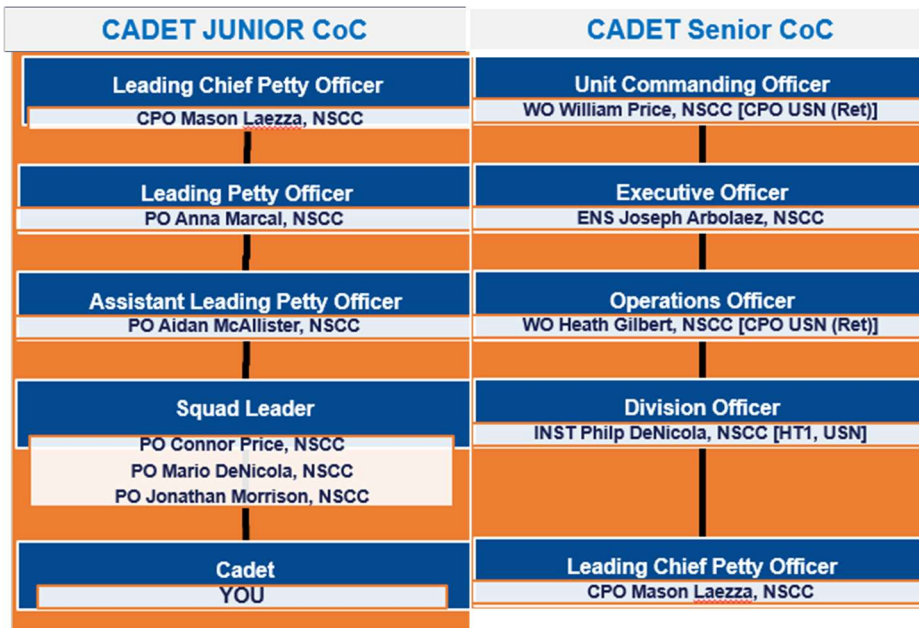 CADET JUNIOR CoC
Leading Chief Petty Officer
CPO Mason Laezza, NSCC
Leading Petty Officer
PO Anna Marcal, NSCC
Assistant Leading Petty Officer
PO Aidan McAllister, NSCC
Squad Leader
PO Connor Price, NSCC
PO Mario DeNicola, NSCC
PO Jonathan Morrison, NSCC
Cadet
YOU
CADET Senior CoC
Unit Commanding Officer
WO William Price, NSCC [CPO USN (Ret)]
Executive Officer
ENS Joseph Arbolaez, NSCC
Operations Officer
WO Heath Gilbert, NSCC [CPO USN (Ret)]
Division Officer
INST Philp DeNicola, NSCC [HT1, USN]
Leading Chief Petty Officer
CPO Mason Laezza, NSCC